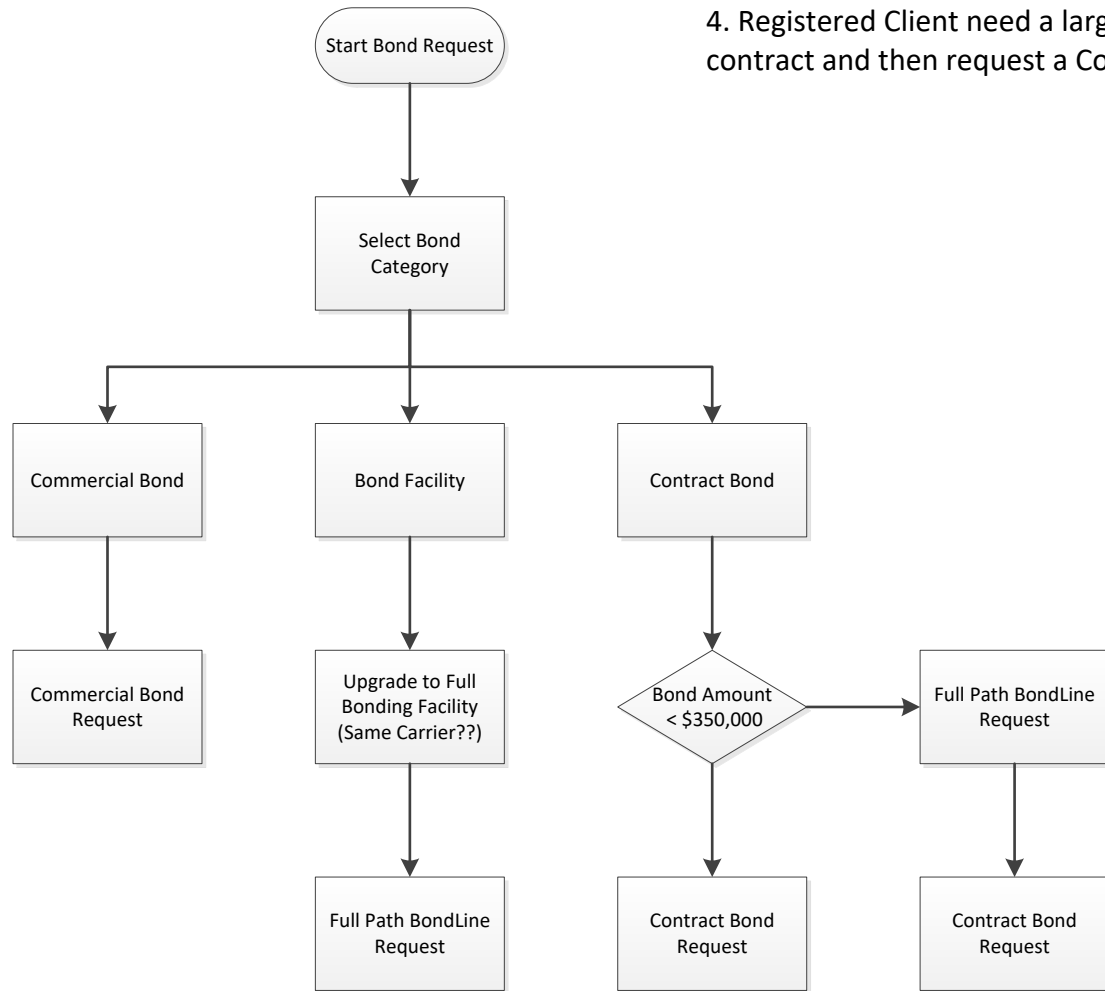 4. Registered Client need a
contract and then request a
Start Bond Request
Select Bond
Category
Commercial Bond
Bond Facility
Contract Bond
Commercial Bond
Request
Upgrade to Full
Bonding Facility
(Same Carrier??)
Bond Amount
< $350,000
Full Path BondLine
Request
Full Path BondLine
Request
Contract Bond
Request
Contract Bond
Request